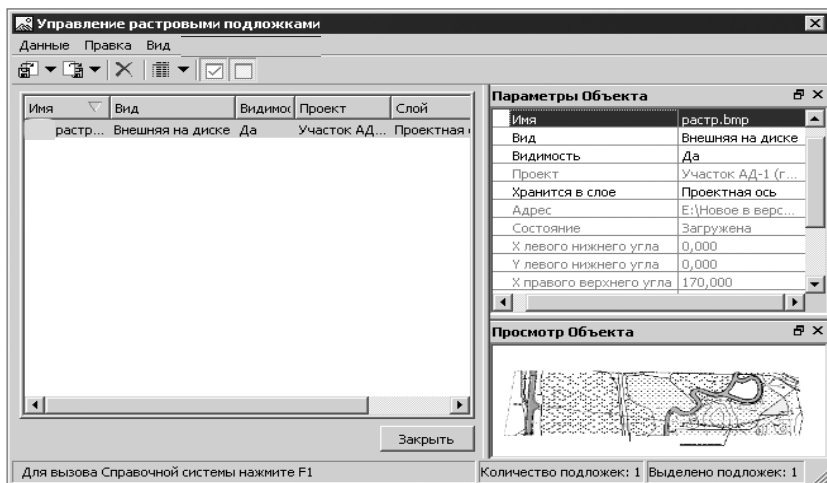 Управление растровыми подложками
Данные Правка Вид
Имя Вид Видимос Проект Слой
растр... Внешняя на диске Да Участок АД... Проектная
Закрыть
Параметры Объекта
Имя растр.bmp
Вид Внешняя на диске
Видимость Да
Проект Участок АД-1 (г...
Хранится в слое Проектная ось
Адрес E:\Новое в верс...
Состояние Загружена
X левого нижнего угла 0,000
Y левого нижнего угла 0,000
X правого верхнего угла 170,000
Просмотр Объекта
Для вызова Справочной системы нажмите F1
Количество подложек: 1 Выделено подложек: 1